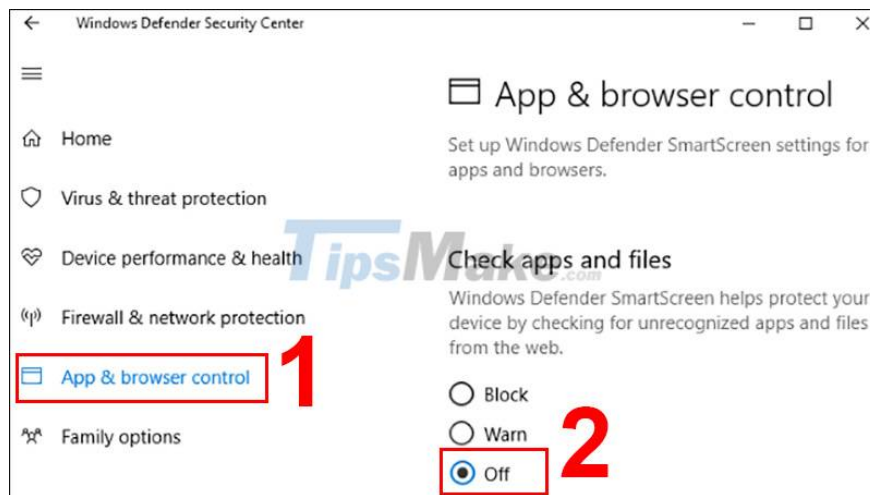 Windows Defender Security Center
Home
Virus & threat protection
Device performance & health
Firewall & network protection
App & browser control
Family options
1
App & browser control
Set up Windows Defender SmartScreen settings for
apps and browsers.
Check apps and files
Windows Defender SmartScreen helps protect your
device by checking for unrecognized apps and files
from the web.
Block
Warn
Off
2
TipsMake.com